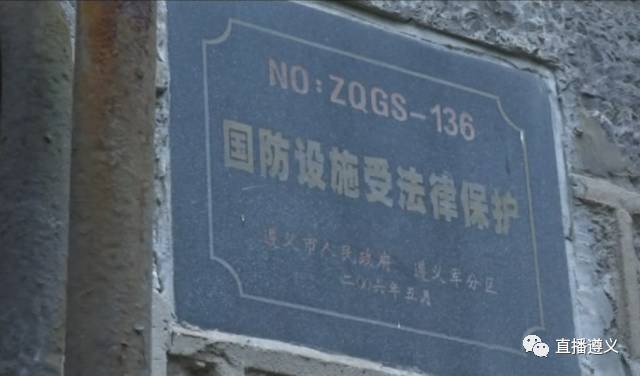 NO:ZQGS-136
国防设施受法律保护
遵义市人民政府 遵义军分区
二〇〇六年五月
直播遵义